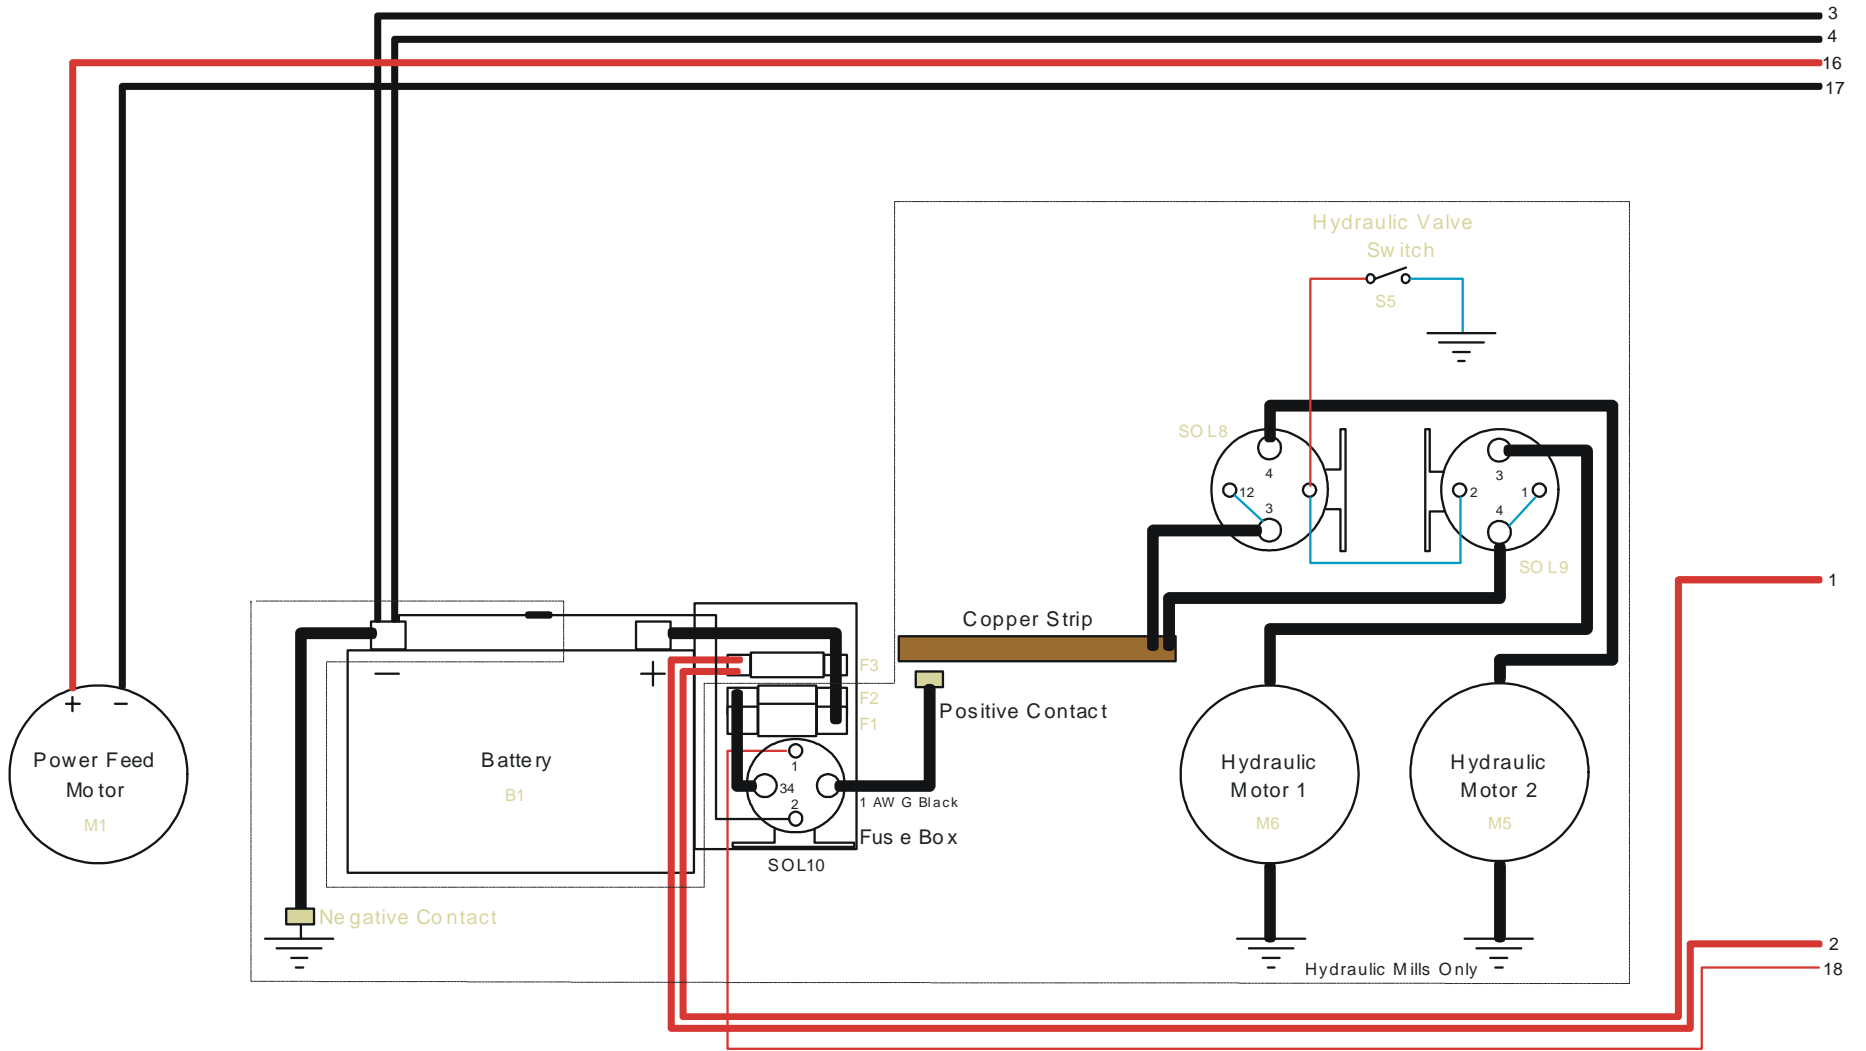 3
4
16
17
Hydraulic Valve
Switch
S5
SOL8
4
12
3
3
2
1
4
SOL9
1
Copper Strip
F3
F2
F1
+
−
−
+
Positive Contact
Power Feed
Motor
M1
Battery
B1
1
34
2
1 AWG Black
Fuse Box
SOL10
Hydraulic
Motor 1
M6
Hydraulic
Motor 2
M5
Negative Contact
Hydraulic Mills Only
2
18